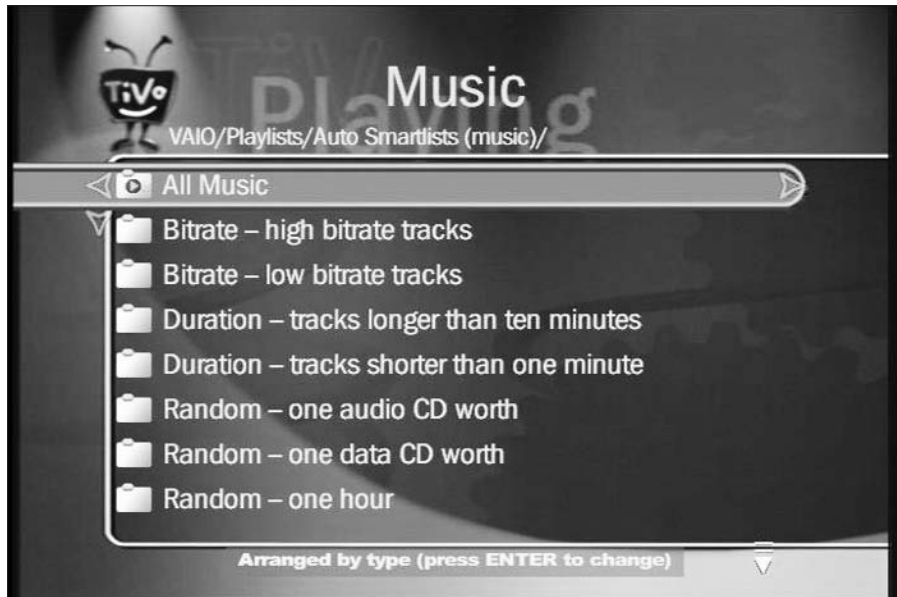 TiVo
TiVo
Playing
Music
VAIO/Playlists/Auto Smartlists (music)/
All Music
Bitrate – high bitrate tracks
Bitrate – low bitrate tracks
Duration – tracks longer than ten minutes
Duration – tracks shorter than one minute
Random – one audio CD worth
Random – one data CD worth
Random – one hour
Arranged by type (press ENTER to change)